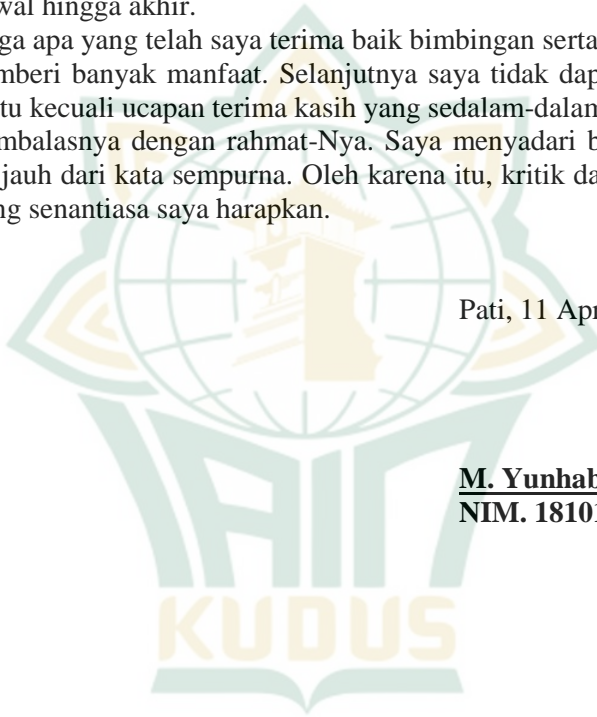 wal hingga akhir.
ga apa yang telah saya terima baik bimbingan serta
mberi banyak manfaat. Selanjutnya saya tidak dap
tu kecuali ucapan terima kasih yang sedalam-dalam
mbalasnya dengan rahmat-Nya. Saya menyadari b
jauh dari kata sempurna. Oleh karena itu, kritik da
ng senantiasa saya harapkan.
Pati, 11 Apr
M. Yunhab
NIM. 18101
IAIN
KUDUS